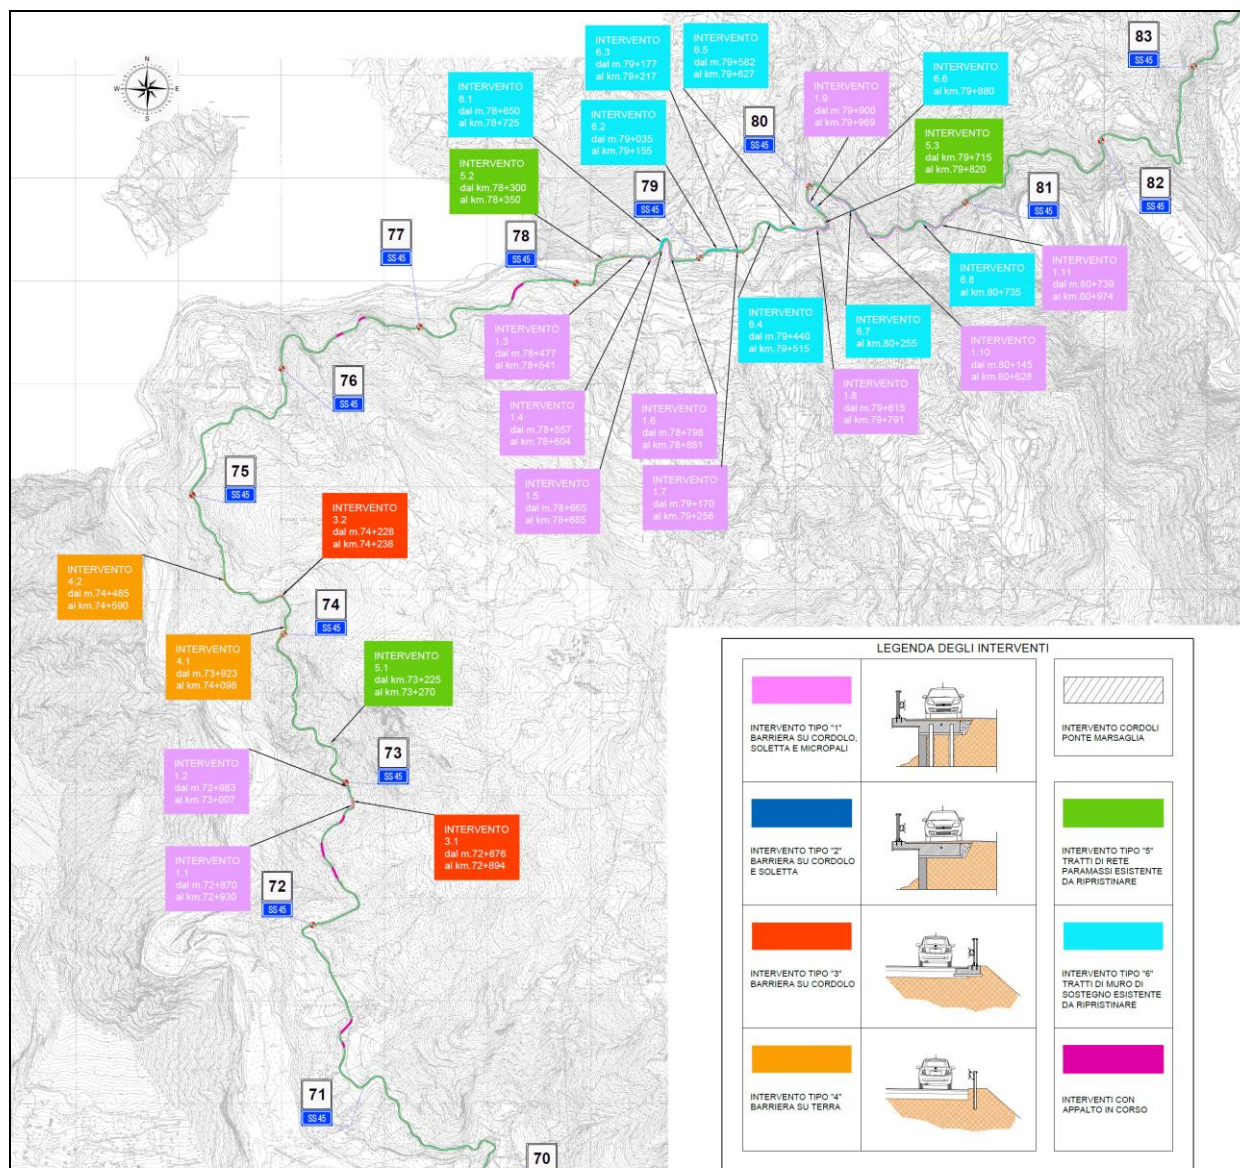 N
W
E
S
83
SS 45
INTERVENTO
6.3
dal m.79+177
al km.79+217
INTERVENTO
6.5
dal m.79+582
al km.79+627
INTERVENTO
6.1
dal m.78+650
al km.78+725
INTERVENTO
6.2
dal m.79+035
al km.79+155
80
SS 45
INTERVENTO
1.9
dal m.79+900
al km.79+969
INTERVENTO
6.6
al km.79+880
INTERVENTO
5.3
dal km.79+715
al km.79+820
INTERVENTO
5.2
dal km.78+300
al km.78+350
79
SS 45
81
SS 45
82
SS 45
77
SS 45
78
SS 45
INTERVENTO
1.3
dal m.78+477
al km.78+541
INTERVENTO
6.4
dal m.79+440
al km.79+515
INTERVENTO
6.7
al km.80+255
INTERVENTO
6.8
al km.80+735
INTERVENTO
1.11
dal m.80+739
al km.80+974
INTERVENTO
1.10
dal m.80+145
al km.80+628
INTERVENTO
1.8
dal m.79+615
al km.79+791
76
SS 45
INTERVENTO
1.4
dal m.78+557
al km.78+604
INTERVENTO
1.6
dal m.78+798
al km.78+881
INTERVENTO
1.5
dal m.78+665
al km.78+685
INTERVENTO
1.7
dal m.79+170
al km.79+256
75
SS 45
INTERVENTO
3.2
dal m.74+228
al km.74+238
INTERVENTO
4.2
dal m.74+485
al km.74+590
74
SS 45
INTERVENTO
4.1
dal m.73+923
al km.74+098
INTERVENTO
5.1
dal km.73+225
al km.73+270
73
SS 45
INTERVENTO
1.2
dal m.72+983
al km.73+007
INTERVENTO
3.1
dal m.72+876
al km.72+894
INTERVENTO
1.1
dal m.72+870
al km.72+930
72
SS 45
71
SS 45
70
LEGENDA DEGLI INTERVENTI
INTERVENTO TIPO "1"
BARRIERA SU CORDOLO,
SOLETTA E MICROPALI
INTERVENTO CORDOLI
PONTE MARSAGLIA
INTERVENTO TIPO "2"
BARRIERA SU CORDOLO
E SOLETTA
INTERVENTO TIPO "5"
TRATTI DI RETE
PARAMASSI ESISTENTE
DA RIPRISTINARE
INTERVENTO TIPO "3"
BARRIERA SU CORDOLO
INTERVENTO TIPO "6"
TRATTI DI MURO DI
SOSTEGNO ESISTENTE
DA RIPRISTINARE
INTERVENTO TIPO "4"
BARRIERA SU TERRA
INTERVENTI CON
APPALTO IN CORSO